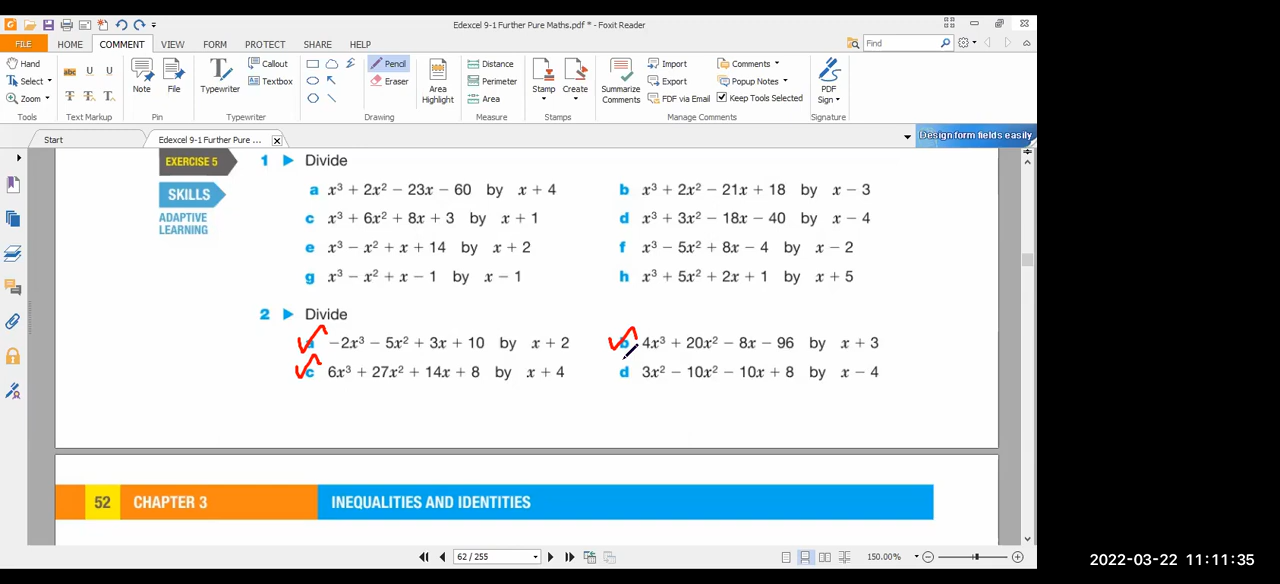 Edexcel 9-1 Further Pure Maths.pdf * - Foxit Reader
FILE HOME COMMENT VIEW FORM PROTECT SHARE HELP
Find
Hand
Select
Zoom
Tools
abc U U
T T T
Text Markup
Note File
Pin
Typewriter
Callout
Textbox
Typewriter
Pencil
Eraser
Drawing
Area Highlight
Distance
Perimeter
Area
Measure
Stamp Create
Stamps
Summarize Comments
Import
Export
FDF via Email
Comments
Popup Notes
Keep Tools Selected
Manage Comments
PDF Sign
Signature
Start Edexcel 9-1 Further Pure ... Design form fields easily
EXERCISE 5
SKILLS
ADAPTIVE
LEARNING
1 ▶ Divide
a x³ + 2x² − 23x − 60 by x + 4 b x³ + 2x² − 21x + 18 by x − 3
c x³ + 6x² + 8x + 3 by x + 1 d x³ + 3x² − 18x − 40 by x − 4
e x³ − x² + x + 14 by x + 2 f x³ − 5x² + 8x − 4 by x − 2
g x³ − x² + x − 1 by x − 1 h x³ + 5x² + 2x + 1 by x + 5
2 ▶ Divide
a −2x³ − 5x² + 3x + 10 by x + 2 b 4x³ + 20x² − 8x − 96 by x + 3
c 6x³ + 27x² + 14x + 8 by x + 4 d 3x² − 10x² − 10x + 8 by x − 4
52 CHAPTER 3 INEQUALITIES AND IDENTITIES
62 / 255 150.00%
2022-03-22 11:11:35